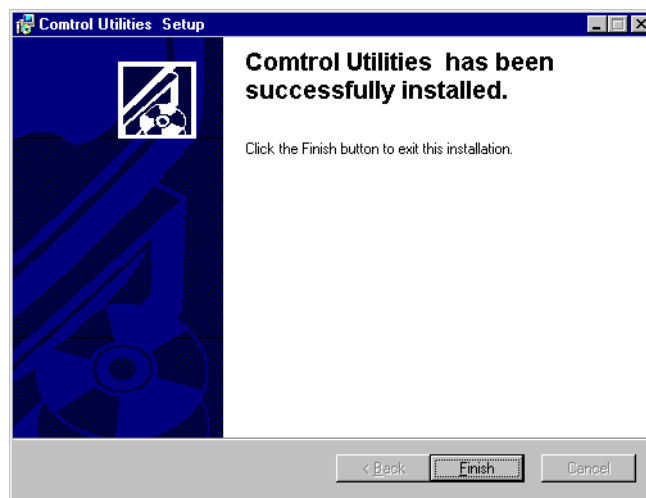 Comtrol Utilities  Setup
Comtrol Utilities  has been
successfully installed.
Click the Finish button to exit this installation.
< Back
Finish
Cancel